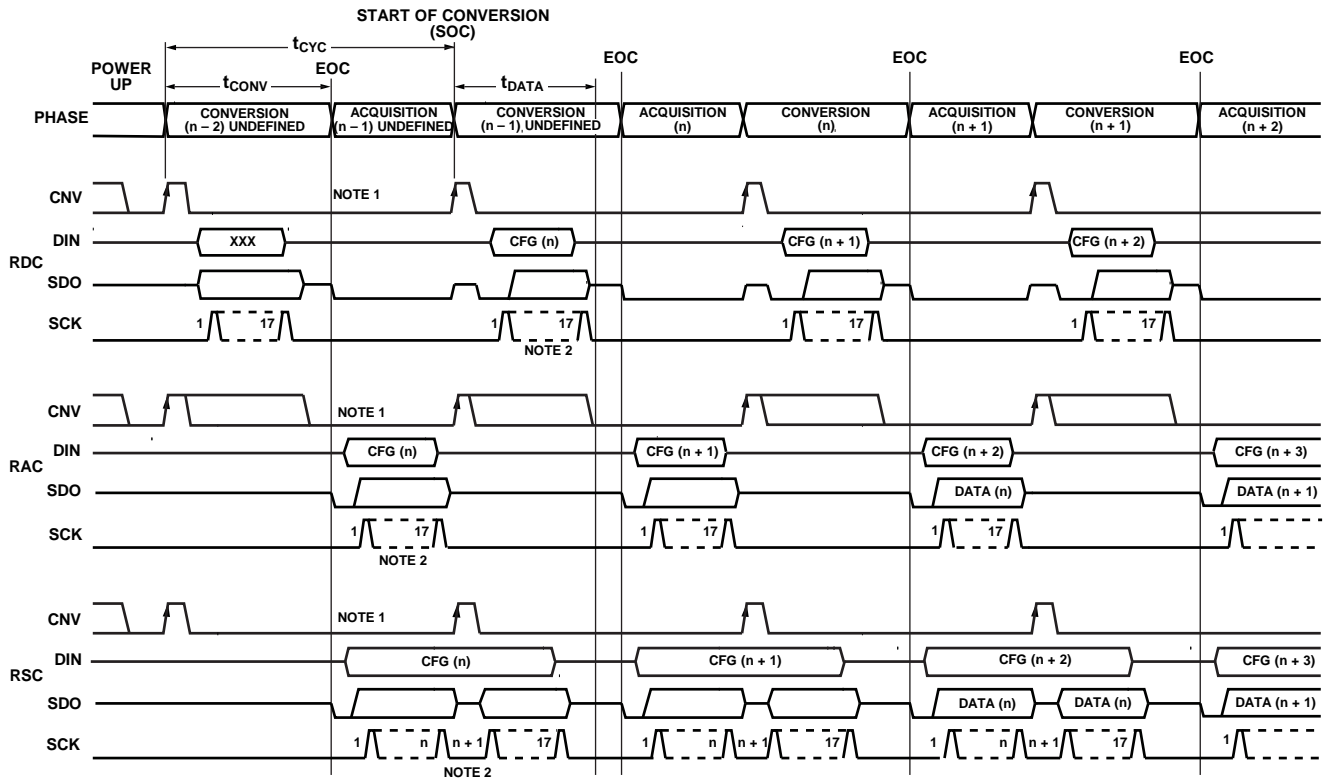 START OF CONVERSION
(SOC)
tCYC
POWER
UP
EOC
EOC
EOC
EOC
tCONV
tDATA
PHASE
CONVERSION
(n – 2) UNDEFINED
ACQUISITION
(n – 1) UNDEFINED
CONVERSION
(n – 1) UNDEFINED
ACQUISITION
(n)
CONVERSION
(n)
ACQUISITION
(n + 1)
CONVERSION
(n + 1)
ACQUISITION
(n + 2)
CNV
NOTE 1
RDC
DIN
XXX
CFG (n)
CFG (n + 1)
CFG (n + 2)
SDO
SCK
1 17
1 17
1 17
1 17
NOTE 2
CNV
NOTE 1
RAC
DIN
CFG (n)
CFG (n + 1)
CFG (n + 2)
CFG (n + 3)
SDO
DATA (n)
DATA (n + 1)
SCK
1 17
1 17
1 17
1
NOTE 2
CNV
NOTE 1
RSC
DIN
CFG (n)
CFG (n + 1)
CFG (n + 2)
CFG (n + 3)
SDO
DATA (n)
DATA (n)
DATA (n + 1)
SCK
1 n n + 1 17
1 n n + 1 17
1 n n + 1 17
1
NOTE 2